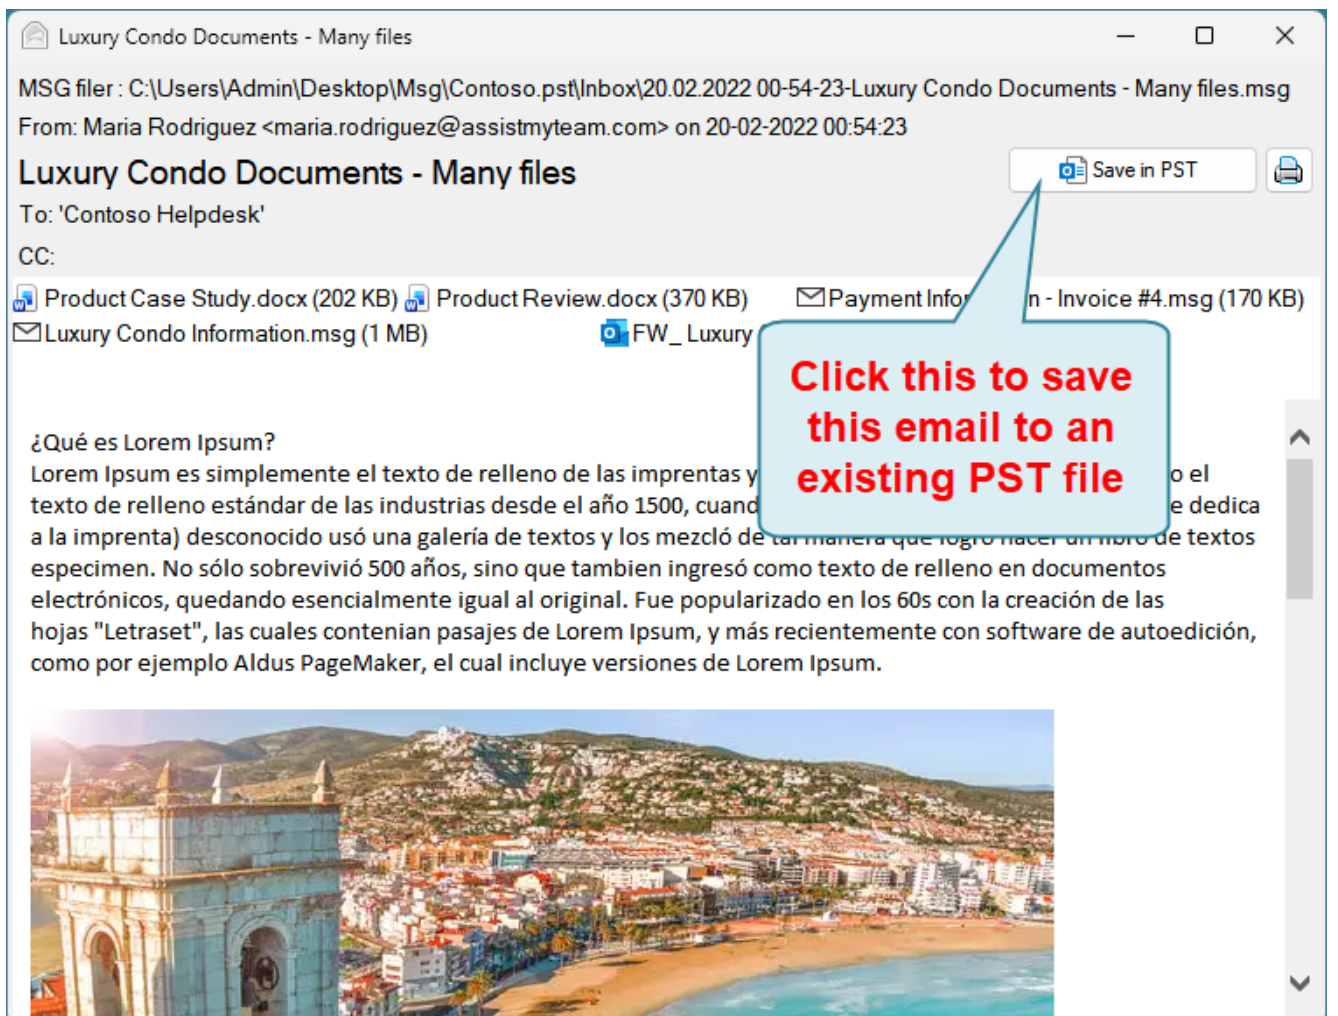 Luxury Condo Documents - Many files
MSG filer : C:\Users\Admin\Desktop\Msg\Contoso.pst\Inbox\20.02.2022 00-54-23-Luxury Condo Documents - Many files.msg
From: Maria Rodriguez <maria.rodriguez@assistmyteam.com> on 20-02-2022 00:54:23
Luxury Condo Documents - Many files
Save in PST
To: 'Contoso Helpdesk'
CC:
Product Case Study.docx (202 KB) Product Review.docx (370 KB) Payment Infor n - Invoice #4.msg (170 KB)
Luxury Condo Information.msg (1 MB) FW_ Luxury
Click this to save
this email to an
existing PST file
¿Qué es Lorem Ipsum?
Lorem Ipsum es simplemente el texto de relleno de las imprentas y o el
texto de relleno estándar de las industrias desde el año 1500, cuand e dedica
a la imprenta) desconocido usó una galería de textos y los mezcló de tal manera que logró hacer un libro de textos
especimen. No sólo sobrevivió 500 años, sino que tambien ingresó como texto de relleno en documentos
electrónicos, quedando esencialmente igual al original. Fue popularizado en los 60s con la creación de las
hojas "Letraset", las cuales contenian pasajes de Lorem Ipsum, y más recientemente con software de autoedición,
como por ejemplo Aldus PageMaker, el cual incluye versiones de Lorem Ipsum.